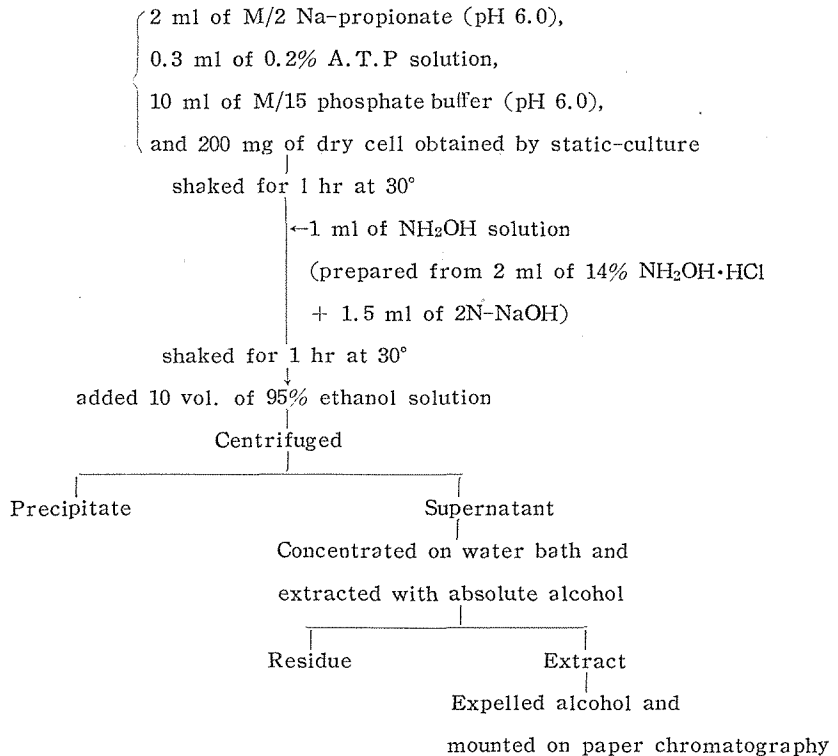 2 ml of M/2 Na-propionate (pH 6.0),
0.3 ml of 0.2% A.T.P solution,
10 ml of M/15 phosphate buffer (pH 6.0),
and 200 mg of dry cell obtained by static-culture
shaked for 1 hr at 30°
←1 ml of NH₂OH solution
(prepared from 2 ml of 14% NH₂OH·HCl
+ 1.5 ml of 2N-NaOH)
shaked for 1 hr at 30°
added 10 vol. of 95% ethanol solution
Centrifuged
Precipitate Supernatant
Concentrated on water bath and
extracted with absolute alcohol
Residue Extract
Expelled alcohol and
mounted on paper chromatography